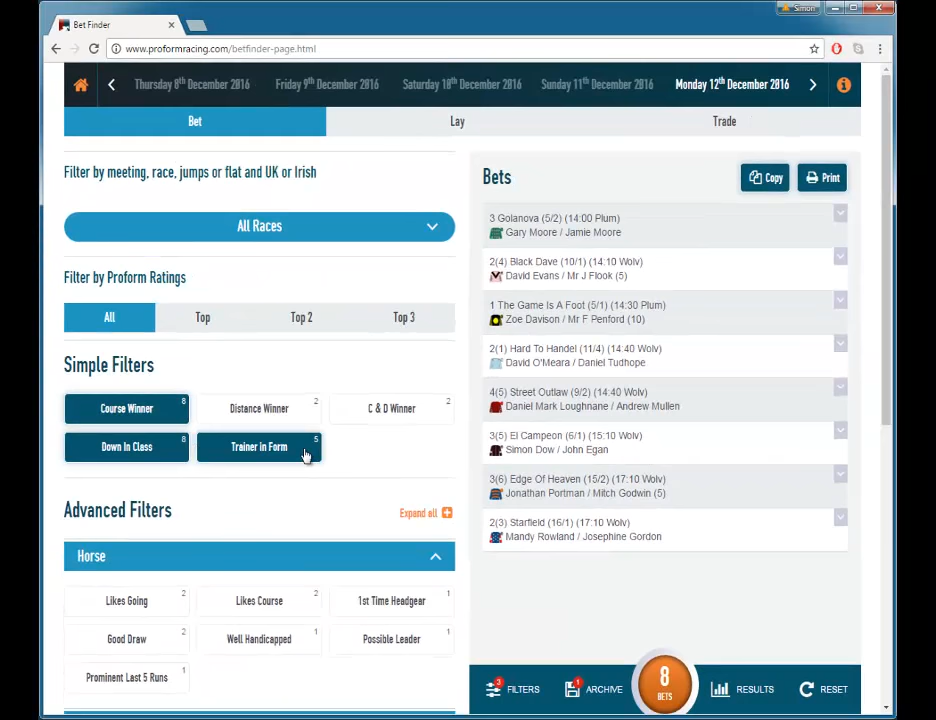 Bet Finder
Simon
www.proformracing.com/betfinder-page.html
Thursday 8th December 2016
Friday 9th December 2016
Saturday 10th December 2016
Sunday 11th December 2016
Monday 12th December 2016
Bet
Lay
Trade
Filter by meeting, race, jumps or flat and UK or Irish
All Races
Filter by Proform Ratings
All
Top
Top 2
Top 3
Simple Filters
Course Winner 8
Distance Winner 2
C & D Winner 2
Down In Class 8
Trainer in Form 5
Advanced Filters
Expand all
Horse
Likes Going 2
Likes Course 2
1st Time Headgear 1
Good Draw 2
Well Handicapped 1
Possible Leader 1
Prominent Last 5 Runs 1
Bets
Copy
Print
3 Golanova (5/2) (14:00 Plum)
Gary Moore / Jamie Moore
2(4) Black Dave (10/1) (14:10 Wolv)
David Evans / Mr J Flook (5)
1 The Game Is A Foot (5/1) (14:30 Plum)
Zoe Davison / Mr F Penford (10)
2(1) Hard To Handel (11/4) (14:40 Wolv)
David O'Meara / Daniel Tudhope
4(5) Street Outlaw (9/2) (14:40 Wolv)
Daniel Mark Loughnane / Andrew Mullen
3(5) El Campeon (6/1) (15:10 Wolv)
Simon Dow / John Egan
3(6) Edge Of Heaven (15/2) (17:10 Wolv)
Jonathan Portman / Mitch Godwin (5)
2(3) Starfield (16/1) (17:10 Wolv)
Mandy Rowland / Josephine Gordon
3 FILTERS
1 ARCHIVE
8
BETS
RESULTS
RESET